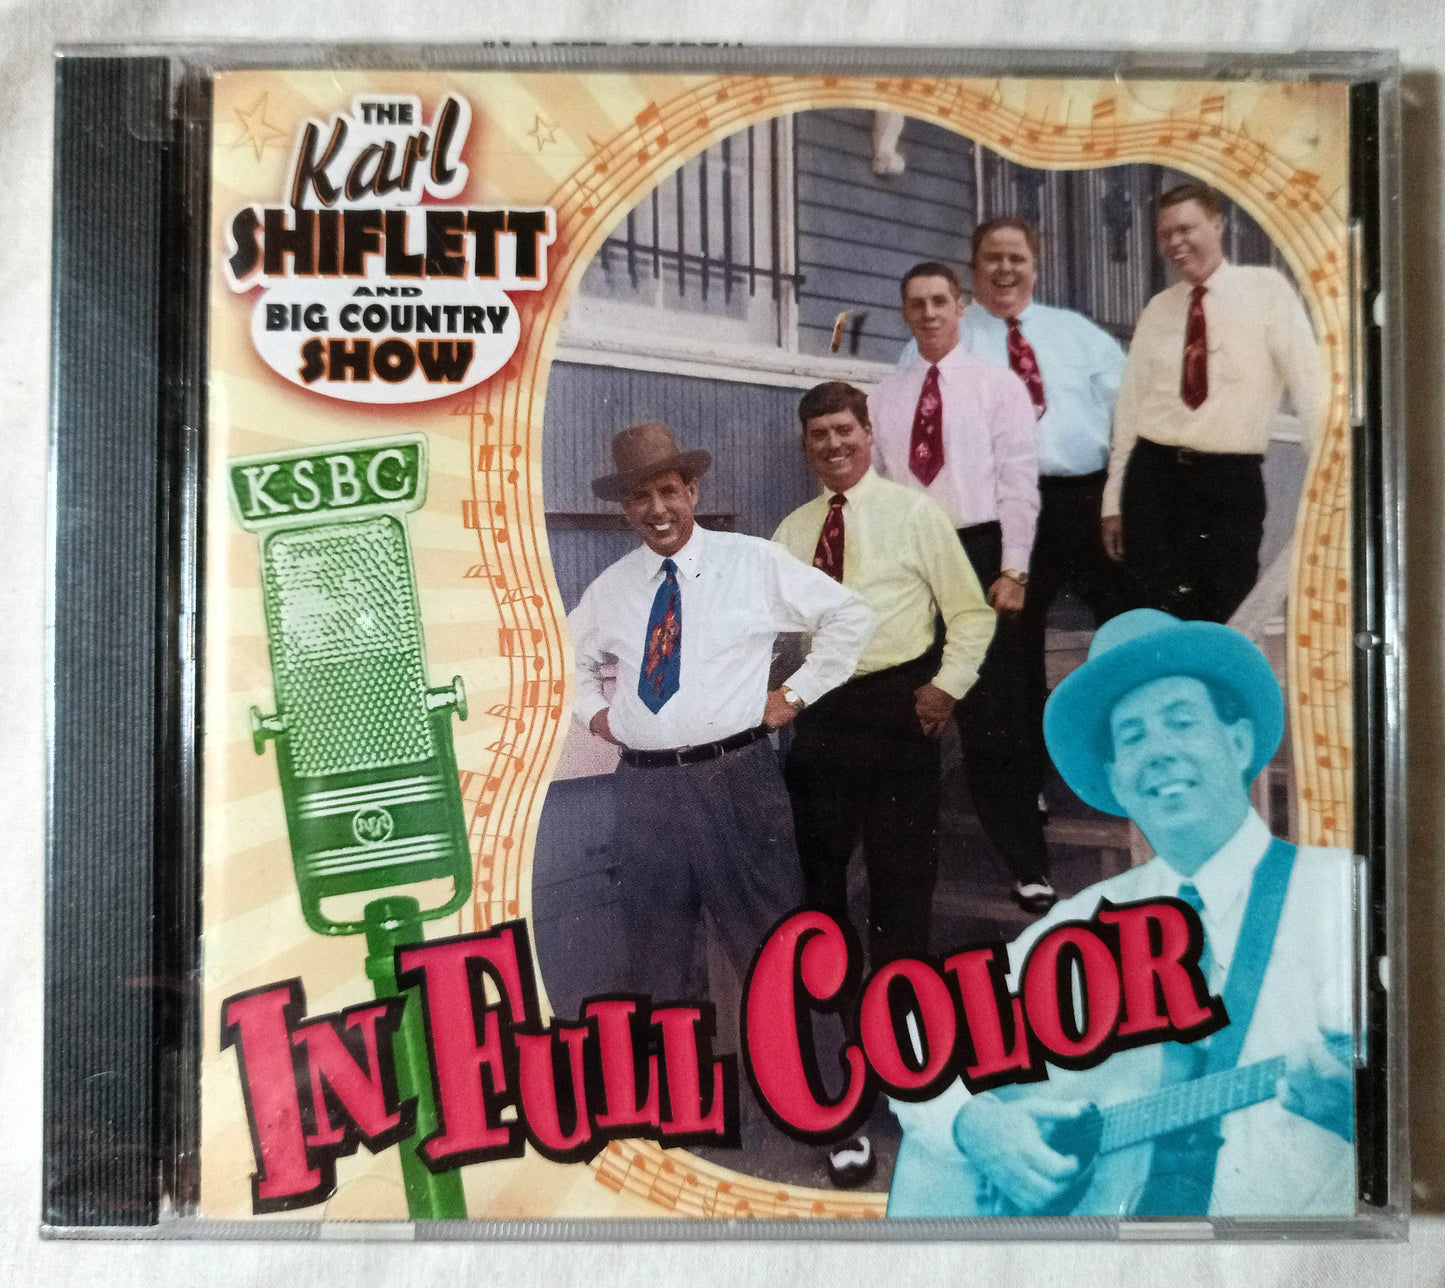 THE
Karl
SHIFLETT
AND
BIG COUNTRY
SHOW
KSBC
IN FULL COLOR